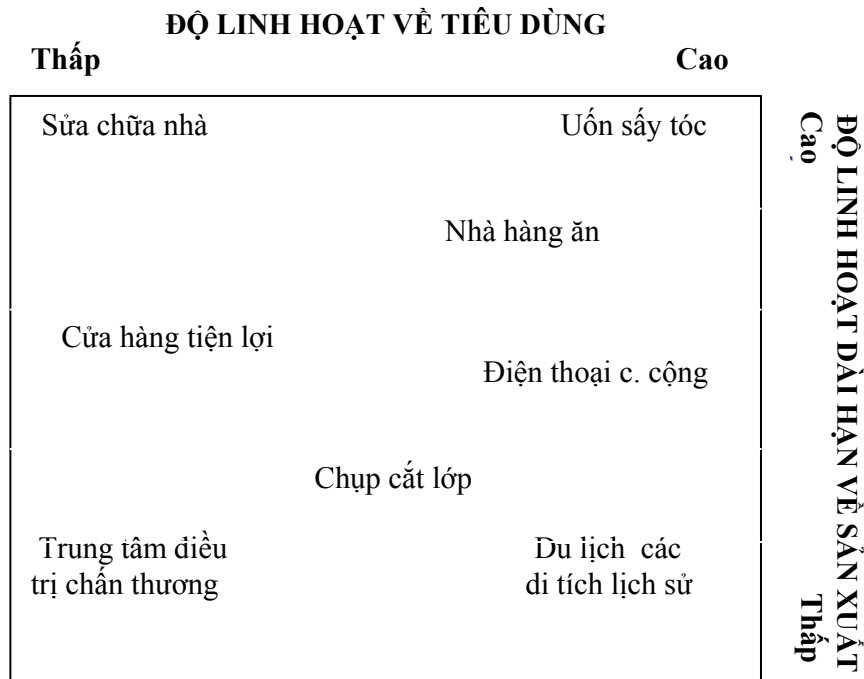 ĐỘ LINH HOẠT VỀ TIÊU DÙNG
Thấp Cao
Sửa chữa nhà Uốn sấy tóc
Nhà hàng ăn
Cửa hàng tiện lợi
Điện thoại c. cộng
Chụp cắt lớp
Trung tâm điều Du lịch các
trị chấn thương di tích lịch sử
ĐỘ LINH HOẠT DÀI HẠN VỀ SẢN XUẤT
Cao Thấp